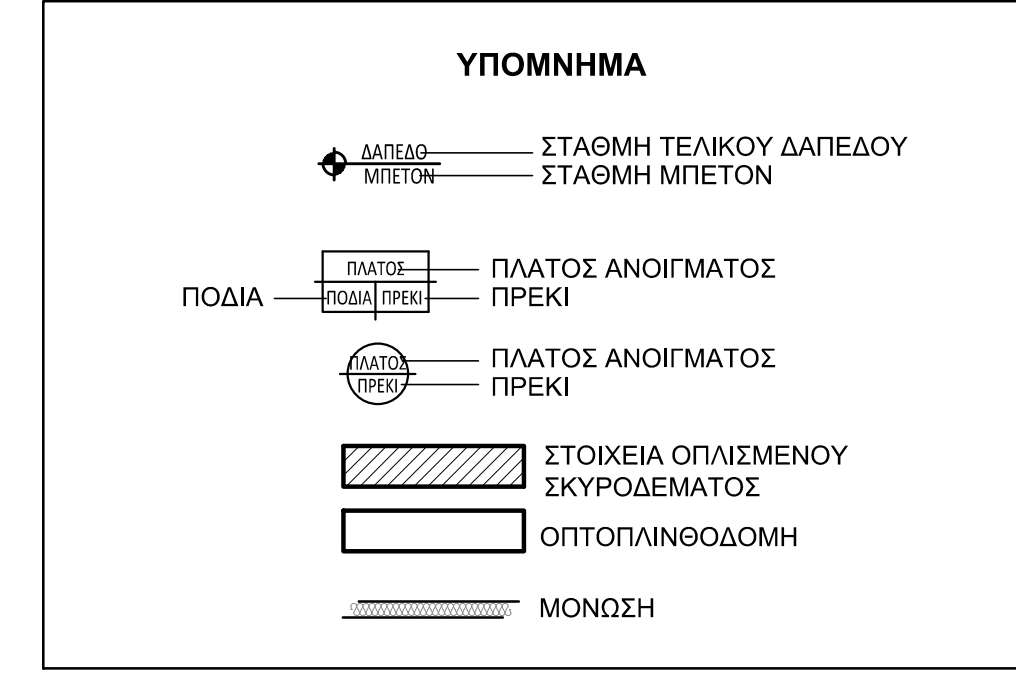 ΥΠΟΜΝΗΜΑ
ΔΑΠΕΔΟ ΣΤΑΘΜΗ ΤΕΛΙΚΟΥ ΔΑΠΕΔΟΥ
ΜΠΕΤΟΝ ΣΤΑΘΜΗ ΜΠΕΤΟΝ
ΠΛΑΤΟΣ ΠΛΑΤΟΣ ΑΝΟΙΓΜΑΤΟΣ
ΠΟΔΙΑ ΠΟΔΙΑ ΠΡΕΚΙ ΠΡΕΚΙ
ΠΛΑΤΟΣ ΠΛΑΤΟΣ ΑΝΟΙΓΜΑΤΟΣ
ΠΡΕΚΙ ΠΡΕΚΙ
ΣΤΟΙΧΕΙΑ ΟΠΛΙΣΜΕΝΟΥ
ΣΚΥΡΟΔΕΜΑΤΟΣ
ΟΠΤΟΠΛΙΝΘΟΔΟΜΗ
ΜΟΝΩΣΗ